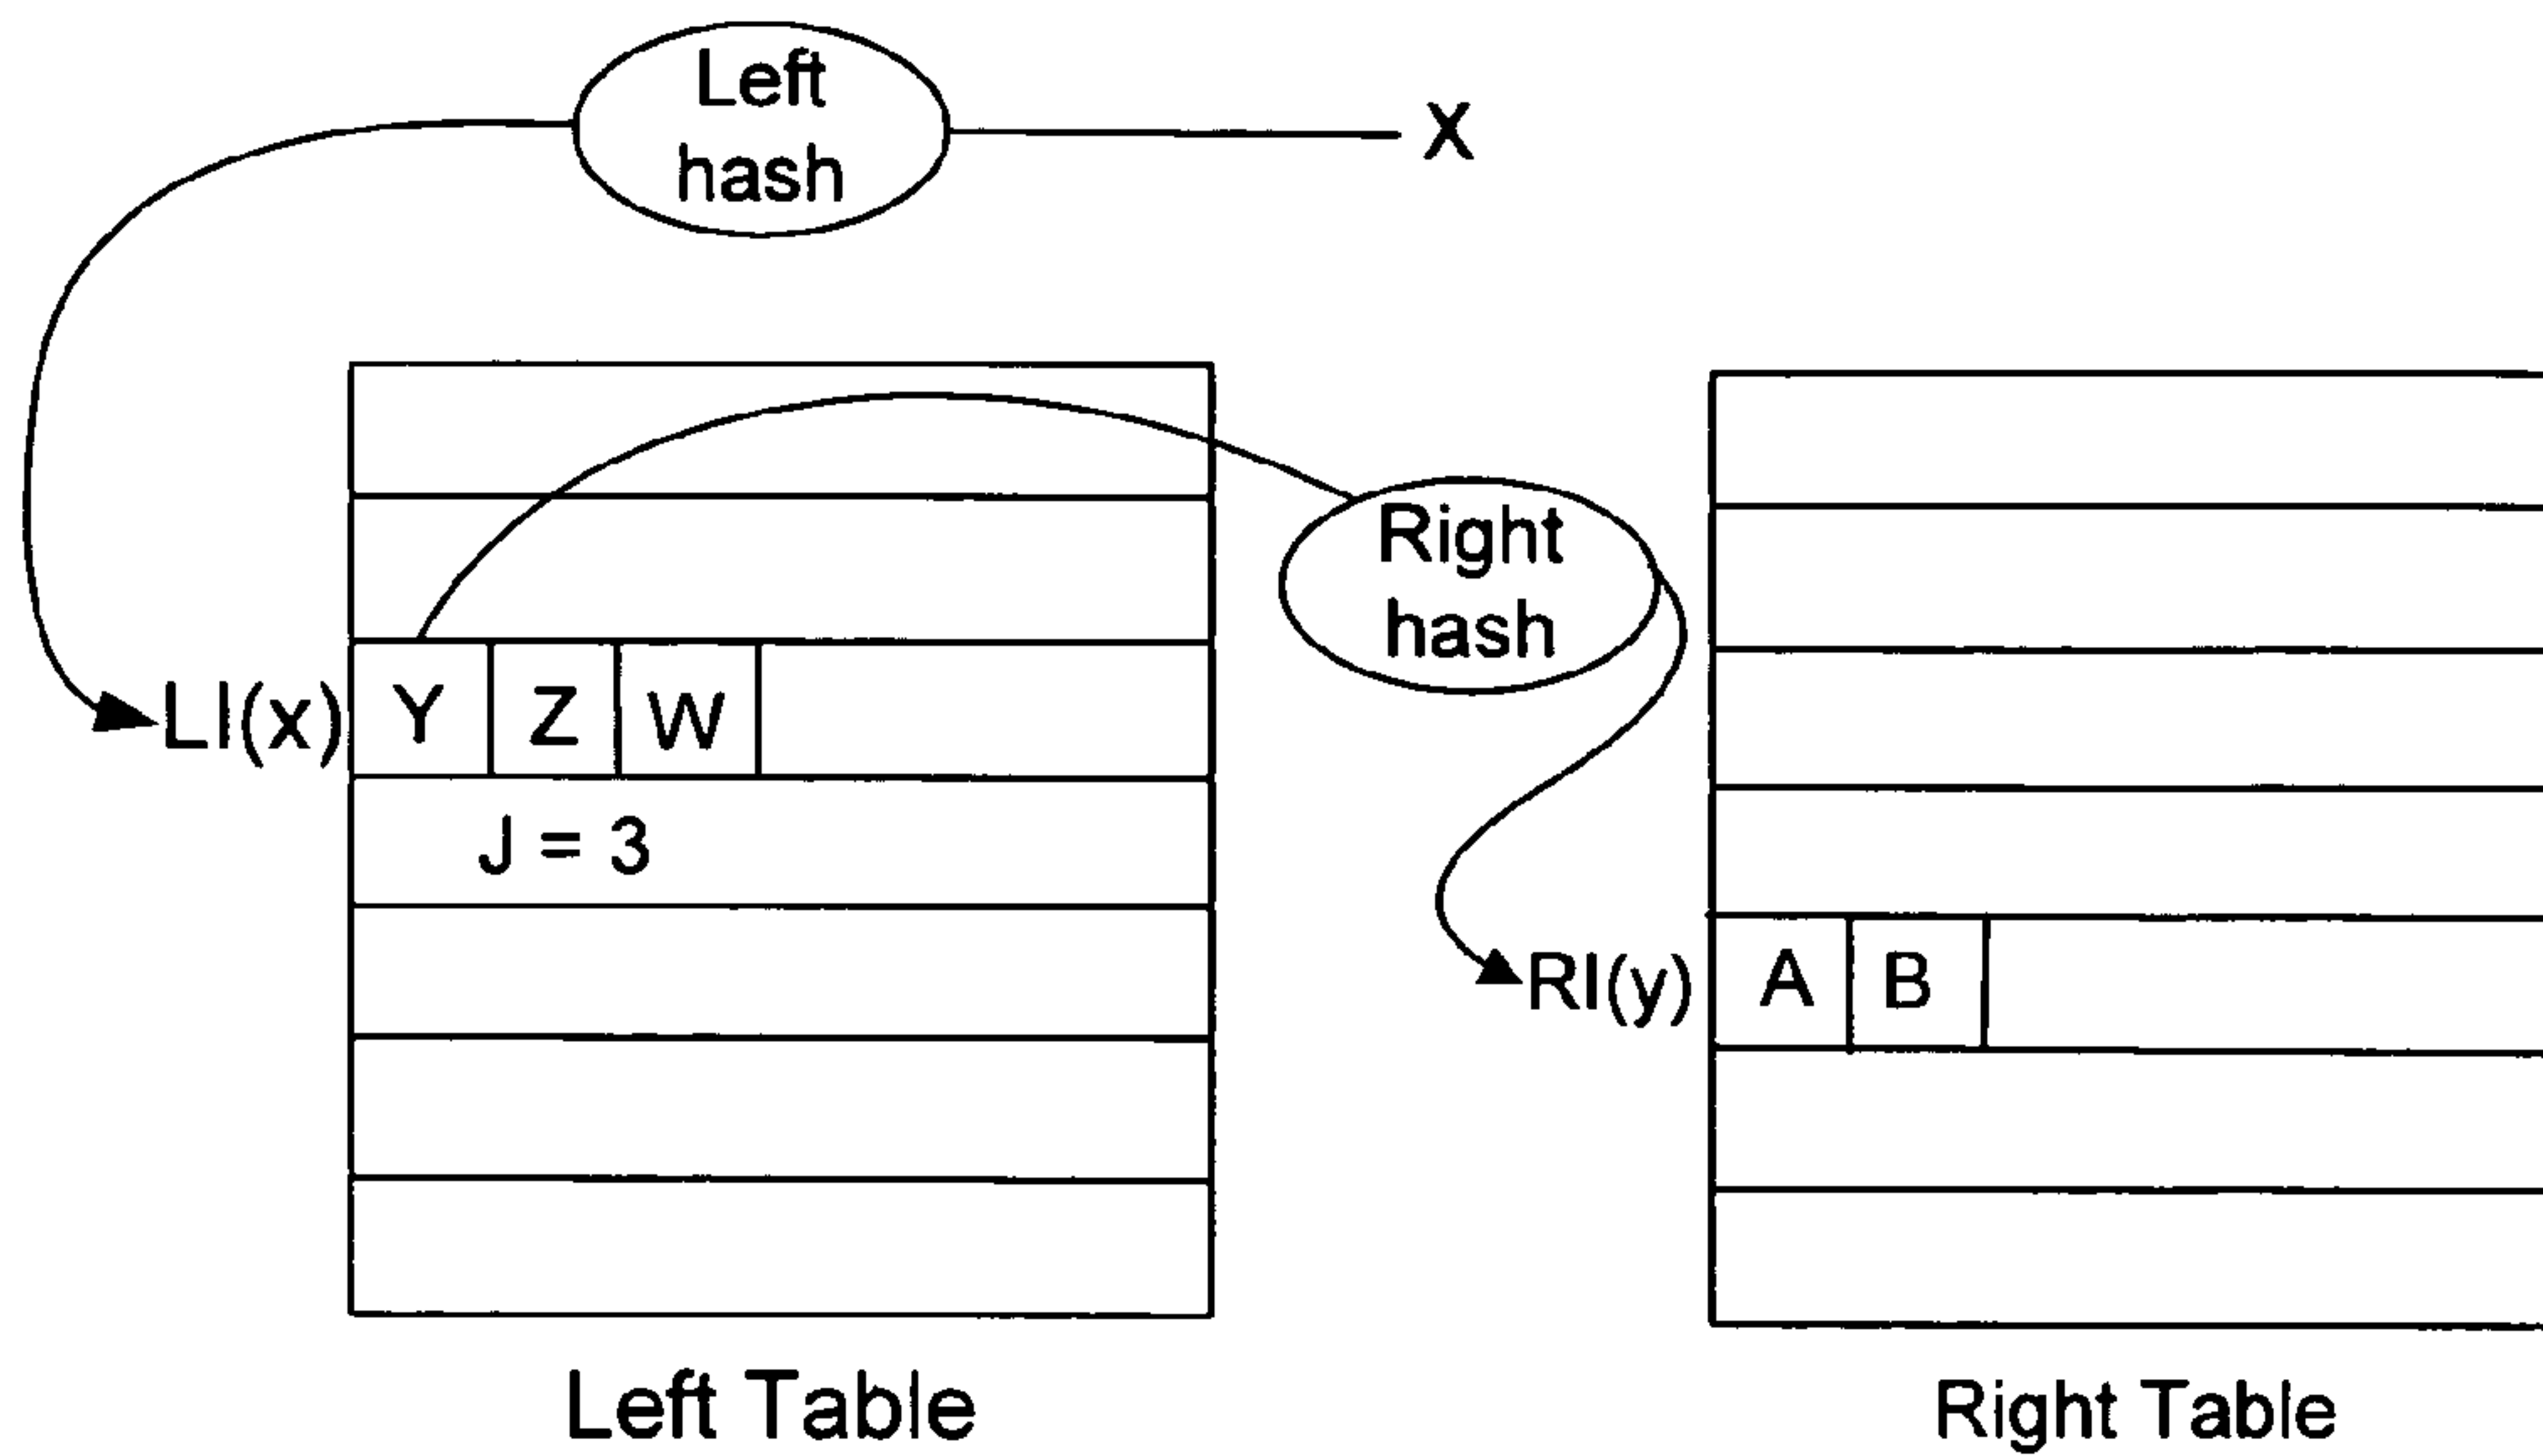 Left
hash
X
Right
hash
LI(x)
Y Z W
J = 3
RI(y)
A B
Left Table
Right Table